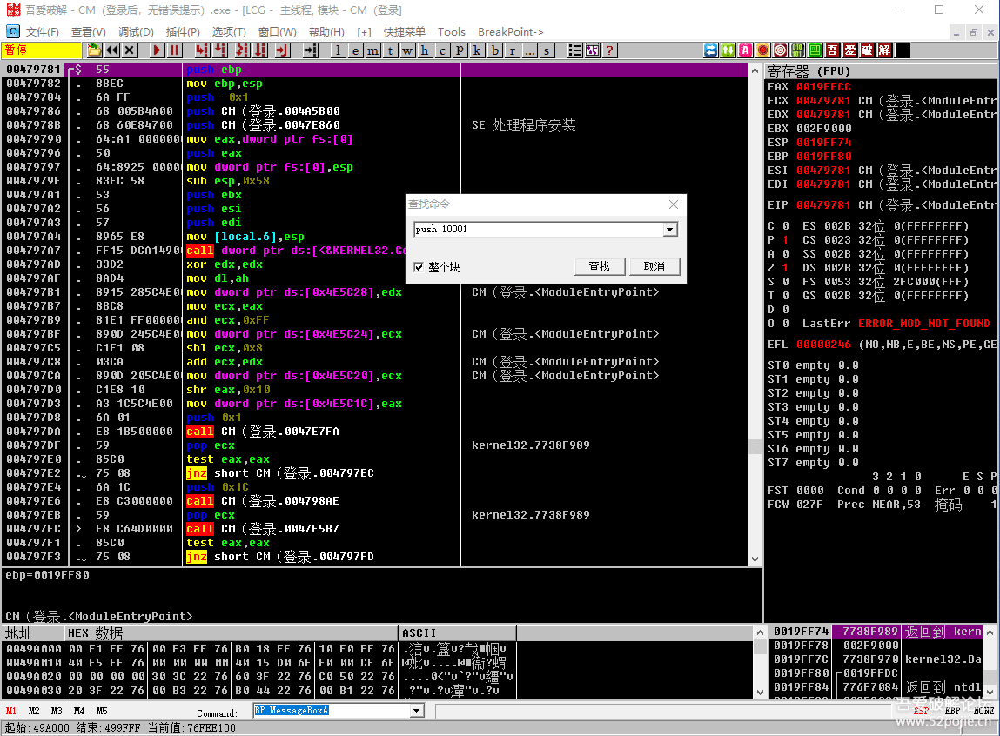 吾爱破解 - CM（登录后，无错误提示）.exe - [LCG -  主线程, 模块 - CM（登录]
文件(F) 查看(V) 调试(D) 插件(P) 选项(T) 窗口(W) 帮助(H) [+] 快捷菜单 Tools BreakPoint->
暂停 l e m t w h c p k b r ... s ? 吾 爱 破 解
00479781 $ 55 push ebp
00479782 . 8BEC mov ebp,esp
00479784 . 6A FF push -0x1
00479786 . 68 005B4A00 push CM（登录.004A5B00
0047978B . 68 60E84700 push CM（登录.0047E860 SE 处理程序安装
00479790 . 64:A1 000000 mov eax,dword ptr fs:[0]
00479796 . 50 push eax
00479797 . 64:8925 0000 mov dword ptr fs:[0],esp
0047979E . 83EC 58 sub esp,0x58
004797A1 . 53 push ebx
004797A2 . 56 push esi
004797A3 . 57 push edi
004797A4 . 8965 E8 mov [local.6],esp
004797A7 . FF15 DCA14900 call dword ptr ds:[<&KERNEL32.Ge
004797AD . 33D2 xor edx,edx
004797AF . 8AD4 mov dl,ah
004797B1 . 8915 285C4E0 mov dword ptr ds:[0x4E5C28],edx CM（登录.<ModuleEntryPoint>
004797B7 . 8BC8 mov ecx,eax
004797B9 . 81E1 FF00000 and ecx,0xFF
004797BF . 890D 245C4E0 mov dword ptr ds:[0x4E5C24],ecx CM（登录.<ModuleEntryPoint>
004797C5 . C1E1 08 shl ecx,0x8
004797C8 . 03CA add ecx,edx CM（登录.<ModuleEntryPoint>
004797CA . 890D 205C4E0 mov dword ptr ds:[0x4E5C20],ecx CM（登录.<ModuleEntryPoint>
004797D0 . C1E8 10 shr eax,0x10
004797D3 . A3 1C5C4E00 mov dword ptr ds:[0x4E5C1C],eax
004797D8 . 6A 01 push 0x1
004797DA . E8 1B500000 call CM（登录.0047E7FA
004797DF . 59 pop ecx kernel32.7738F989
004797E0 . 85C0 test eax,eax
004797E2 . 75 08 jnz short CM（登录.004797EC
004797E4 . 6A 1C push 0x1C
004797E6 . E8 C3000000 call CM（登录.004798AE
004797EB . 59 pop ecx kernel32.7738F989
004797EC > E8 C64D0000 call CM（登录.0047E5B7
004797F1 . 85C0 test eax,eax
004797F3 . 75 08 jnz short CM（登录.004797FD
查找命令
push 10001
整个块 查找 取消
寄存器 (FPU)
EAX 0019FFCC
ECX 00479781 CM（登录.<ModuleEntr
EDX 00479781 CM（登录.<ModuleEntr
EBX 002F9000
ESP 0019FF74
EBP 0019FF80
ESI 00479781 CM（登录.<ModuleEntr
EDI 00479781 CM（登录.<ModuleEntr
EIP 00479781 CM（登录.<ModuleEntr
C 0 ES 002B 32位 0(FFFFFFFF)
P 1 CS 0023 32位 0(FFFFFFFF)
A 0 SS 002B 32位 0(FFFFFFFF)
Z 1 DS 002B 32位 0(FFFFFFFF)
S 0 FS 0053 32位 2FC000(FFF)
T 0 GS 002B 32位 0(FFFFFFFF)
D 0
O 0 LastErr ERROR_MOD_NOT_FOUND
EFL 00000246 (NO,NB,E,BE,NS,PE,GE
ST0 empty 0.0
ST1 empty 0.0
ST2 empty 0.0
ST3 empty 0.0
ST4 empty 0.0
ST5 empty 0.0
ST6 empty 0.0
ST7 empty 0.0
3 2 1 0 E S P
FST 0000 Cond 0 0 0 0 Err 0 0 0
FCW 027F Prec NEAR,53 掩码 1
ebp=0019FF80
CM（登录.<ModuleEntryPoint>
地址 HEX 数据 ASCII
0049A000 00 E1 FE 76 00 F3 FE 76 B0 18 FE 76 10 E0 FE 76
0049A010 40 E5 FE 76 00 00 00 00 40 15 D0 6F E0 00 CE 6F
0049A020 00 00 00 00 30 3C 22 76 60 3F 22 76 C0 50 22 76
0049A030 20 3F 22 76 00 B3 22 76 B0 44 22 76 00 B1 22 76
0019FF74 7738F989 返回到 kern
0019FF78 002F9000
0019FF7C 7738F970 kernel32.Ba
0019FF80 0019FFDC
0019FF84 776F7084 返回到 ntdl
M1 M2 M3 M4 M5 Command: BP MessageBoxA ESP EBP NONE
起始: 49A000 结束: 499FFF 当前值: 76FEE100
吾爱破解论坛
www.52pojie.cn